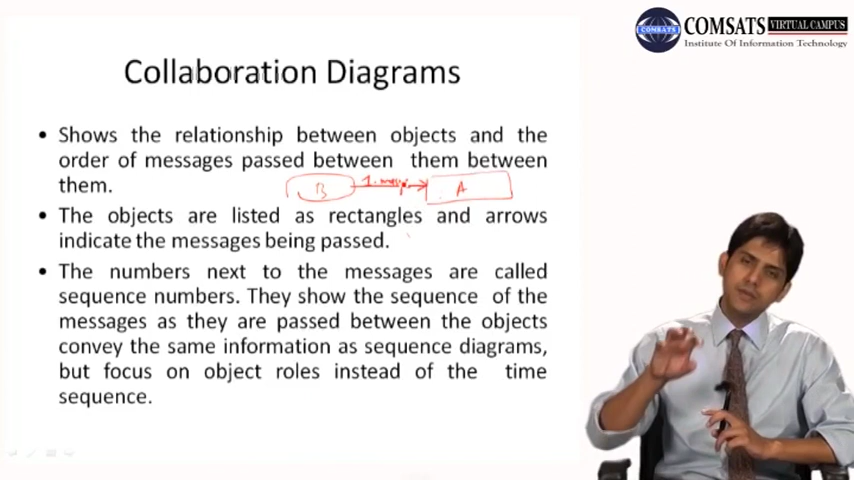 COMSATS VIRTUAL CAMPUS
COMSATS
Institute Of Information Technology
Collaboration Diagrams
• Shows the relationship between objects and the
order of messages passed between them between
them.
B 1. A
• The objects are listed as rectangles and arrows
indicate the messages being passed.
• The numbers next to the messages are called
sequence numbers. They show the sequence of the
messages as they are passed between the objects
convey the same information as sequence diagrams,
but focus on object roles instead of the time
sequence.